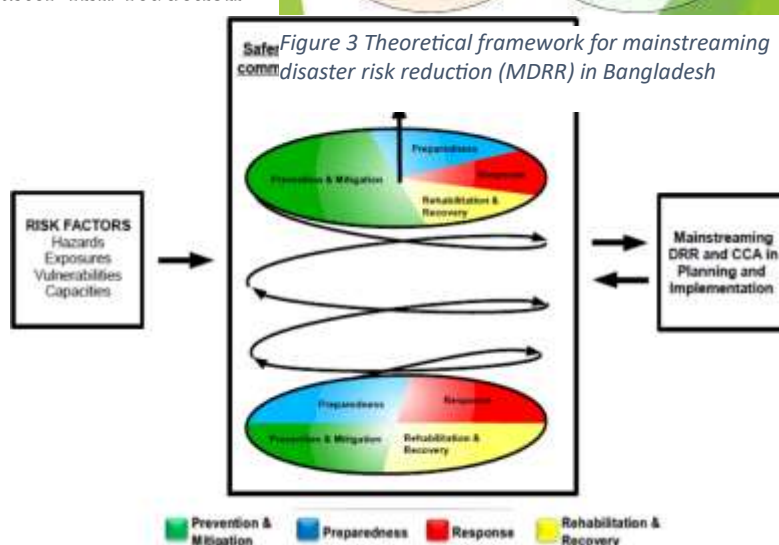 Safer
comm
Figure 3 Theoretical framework for mainstreaming
disaster risk reduction (MDRR) in Bangladesh
Preparedness
Prevention & Mitigation
Response
Rehabilitation &
Recovery
RISK FACTORS
Hazards
Exposures
Vulnerabilities
Capacities
Mainstreaming
DRR and CCA in
Planning and
Implementation
Preparedness
Response
Prevention & Mitigation
Rehabilitation &
Recovery
Prevention &
Mitigation
Preparedness
Response
Rehabilitation &
Recovery